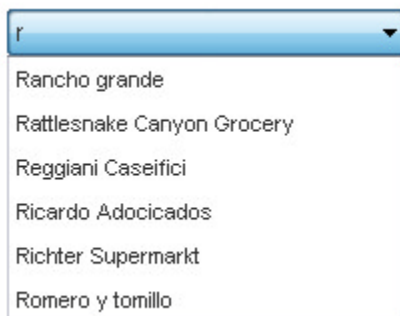 r
Rancho grande
Rattlesnake Canyon Grocery
Reggiani Caseifici
Ricardo Adocicados
Richter Supermarkt
Romero y tomillo